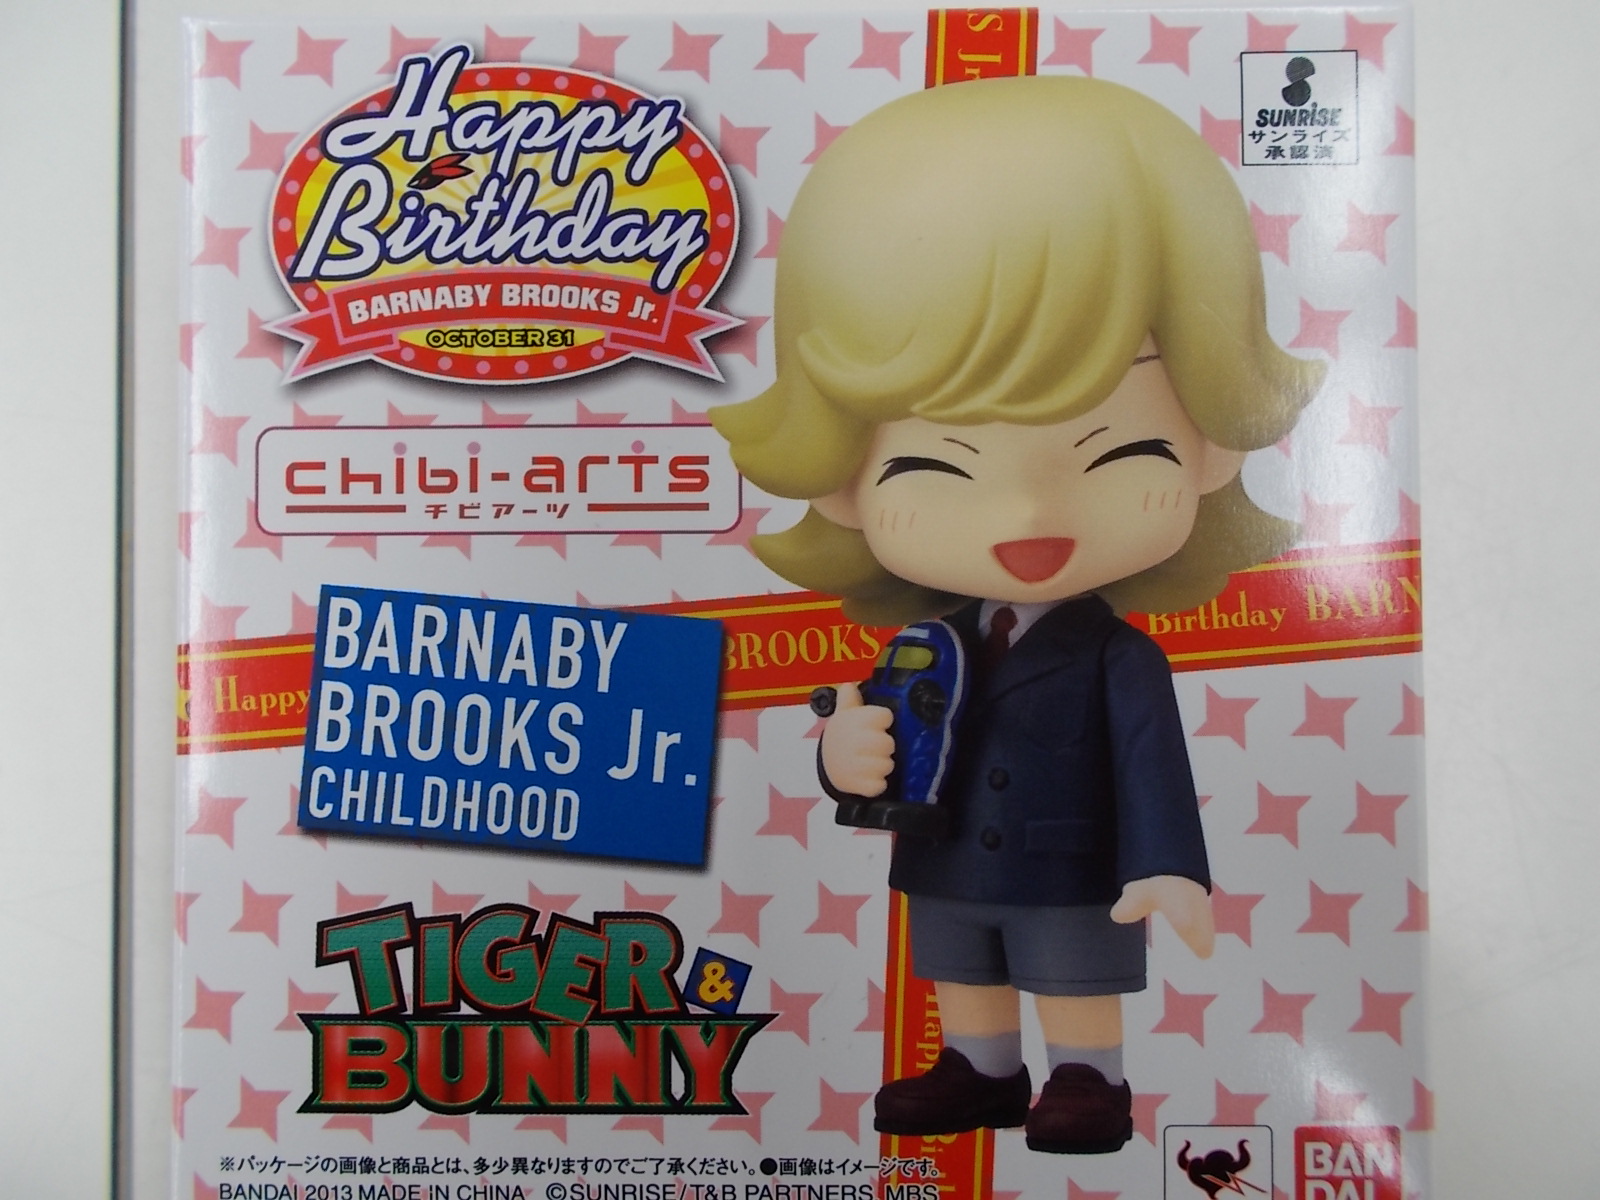 Happy
Birthday
BARNABY BROOKS Jr.
OCTOBER 31
SUNRISE
サンライズ
承認済
chibi-arts
チビアーツ
BARNABY
BROOKS Jr.
CHILDHOOD
Happy
BROOKS
Birthday BARN
TIGER &
BUNNY
※パッケージの画像と商品とは、多少異なりますのでご了承ください。●画像はイメージです。
BANDAI 2013 MADE IN CHINA ©SUNRISE/T&B PARTNERS, MBS
BAN
DAI